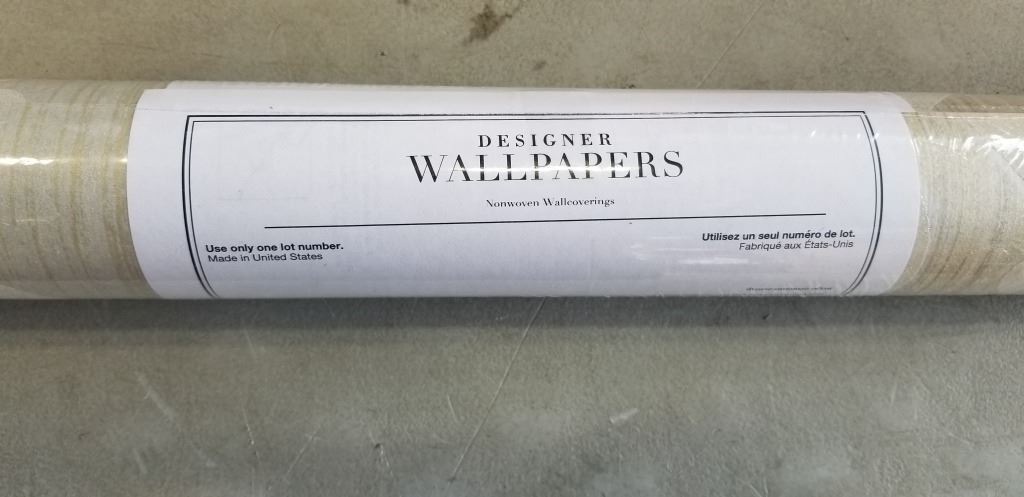 DESIGNER
WALLPAPERS
Nonwoven Wallcoverings
Use only one lot number.
Made in United States
Utilisez un seul numéro de lot.
Fabriqué aux États-Unis